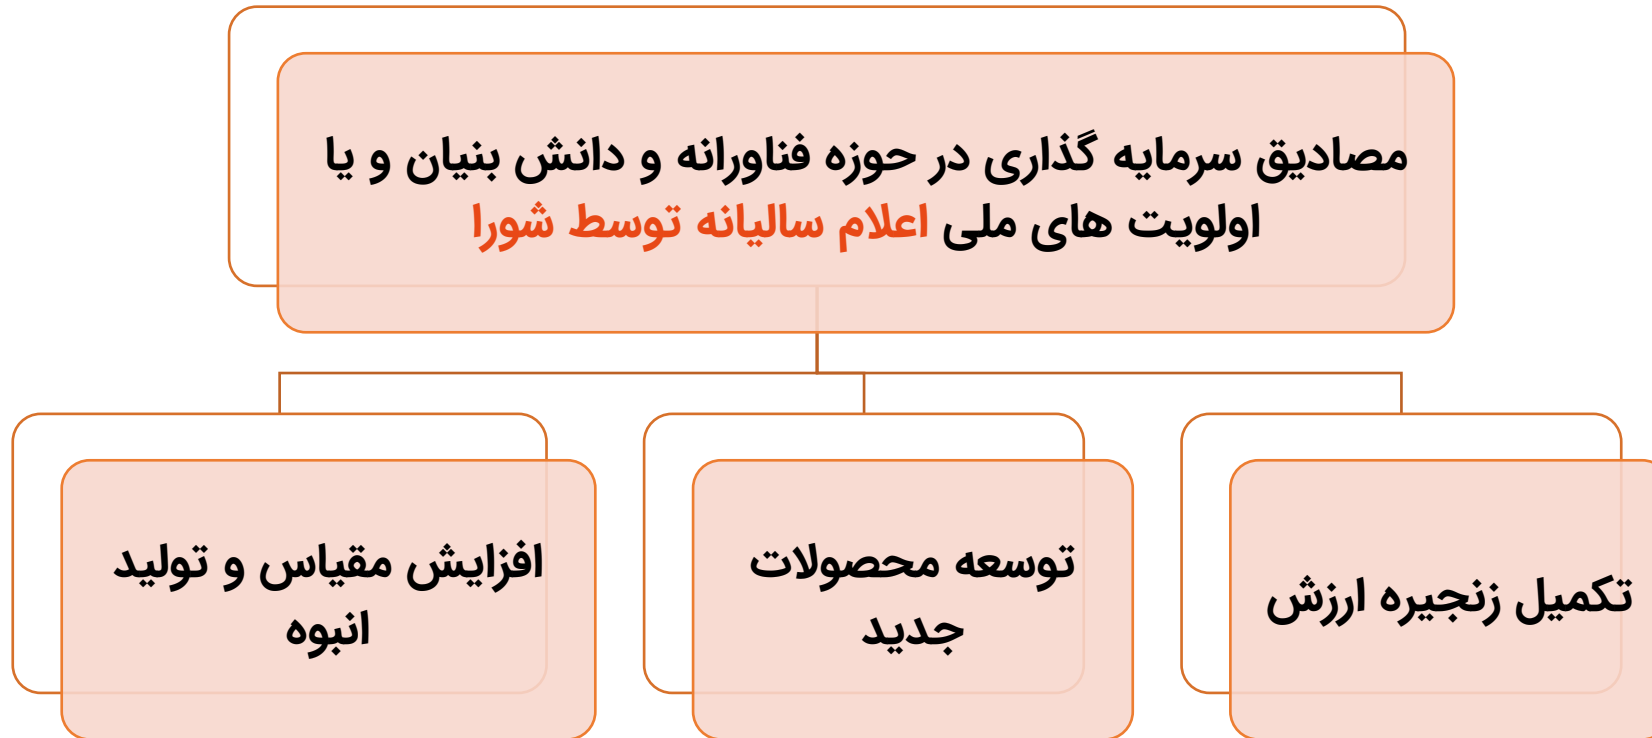 مصادیق سرمایه گذاری در حوزه فناورانه و دانش بنیان و یا
اولویت های ملی اعلام سالیانه توسط شورا
تکمیل زنجیره ارزش
توسعه محصولات
جدید
افزایش مقیاس و تولید
انبوه